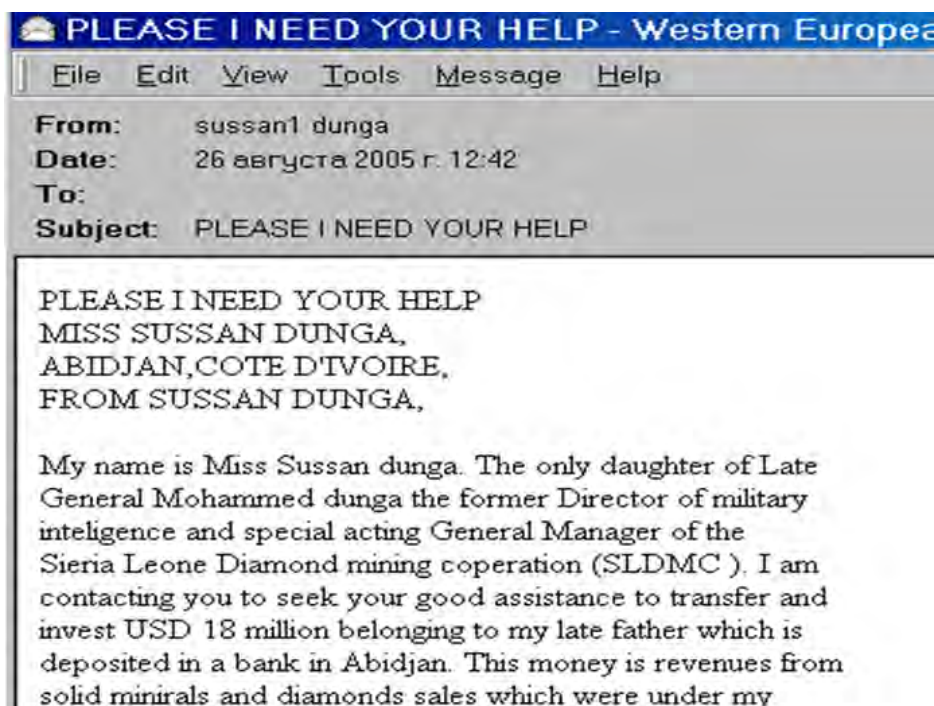 PLEASE I NEED YOUR HELP - Western Europea
File Edit View Tools Message Help
From: sussan1 dunga
Date: 26 августа 2005 г. 12:42
To:
Subject: PLEASE I NEED YOUR HELP
PLEASE I NEED YOUR HELP
MISS SUSSAN DUNGA,
ABIDJAN,COTE D'IVOIRE,
FROM SUSSAN DUNGA,
My name is Miss Sussan dunga. The only daughter of Late
General Mohammed dunga the former Director of military
inteligence and special acting General Manager of the
Sieria Leone Diamond mining coperation (SLDMC ). I am
contacting you to seek your good assistance to transfer and
invest USD 18 million belonging to my late father which is
deposited in a bank in Abidjan. This money is revenues from
solid minirals and diamonds sales which were under my